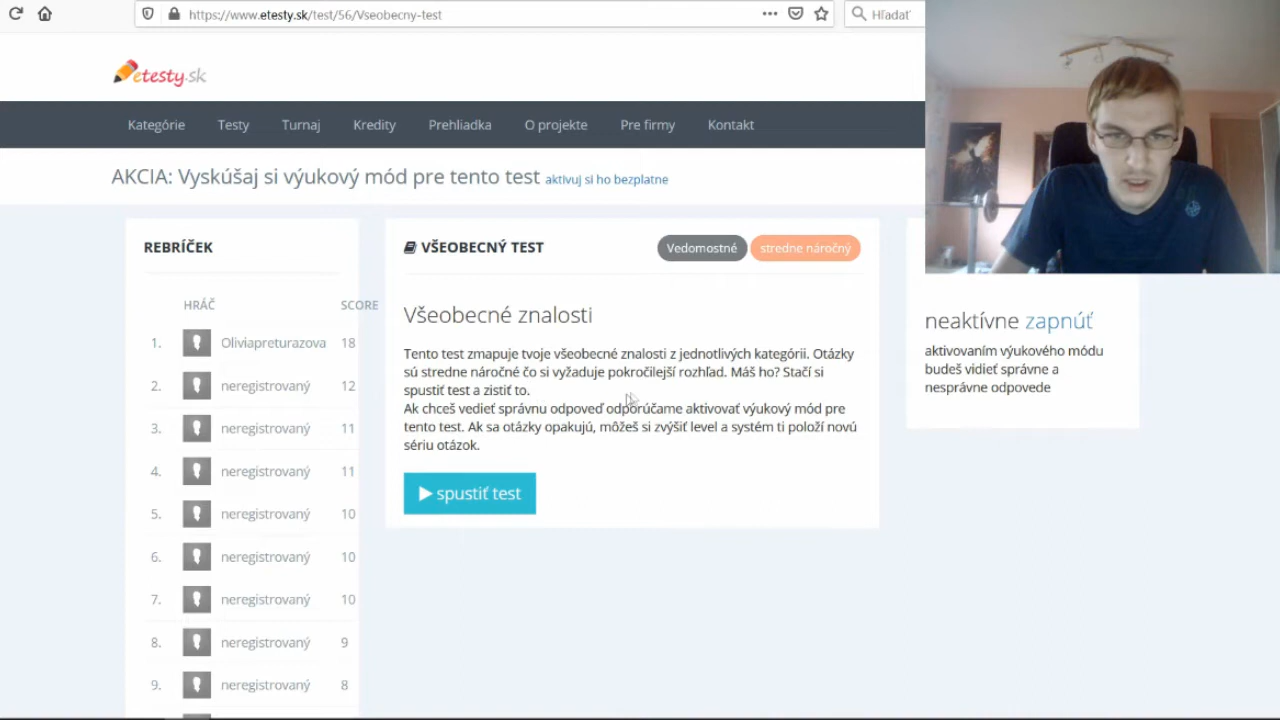 https://www.etesty.sk/test/56/Vseobecny-test
Hľadať
etesty.sk
Kategórie Testy Turnaj Kredity Prehliadka O projekte Pre firmy Kontakt
AKCIA: Vyskúšaj si výukový mód pre tento test aktivuj si ho bezplatne
REBRÍČEK
HRÁČ SCORE
1. Oliviapreturazova 18
2. neregistrovaný 12
3. neregistrovaný 11
4. neregistrovaný 11
5. neregistrovaný 10
6. neregistrovaný 10
7. neregistrovaný 10
8. neregistrovaný 9
9. neregistrovaný 8
VŠEOBECNÝ TEST Vedomostné stredne náročný
Všeobecné znalosti
Tento test zmapuje tvoje všeobecné znalosti z jednotlivých kategórii. Otázky
sú stredne náročné čo si vyžaduje pokročilejší rozhľad. Máš ho? Stačí si
spustiť test a zistiť to.
Ak chceš vedieť správnu odpoveď odporúčame aktivovať výukový mód pre
tento test. Ak sa otázky opakujú, môžeš si zvýšiť level a systém ti položí novú
sériu otázok.
spustiť test
neaktívne zapnúť
aktivovaním výukového módu
budeš vidieť správne a
nesprávne odpovede